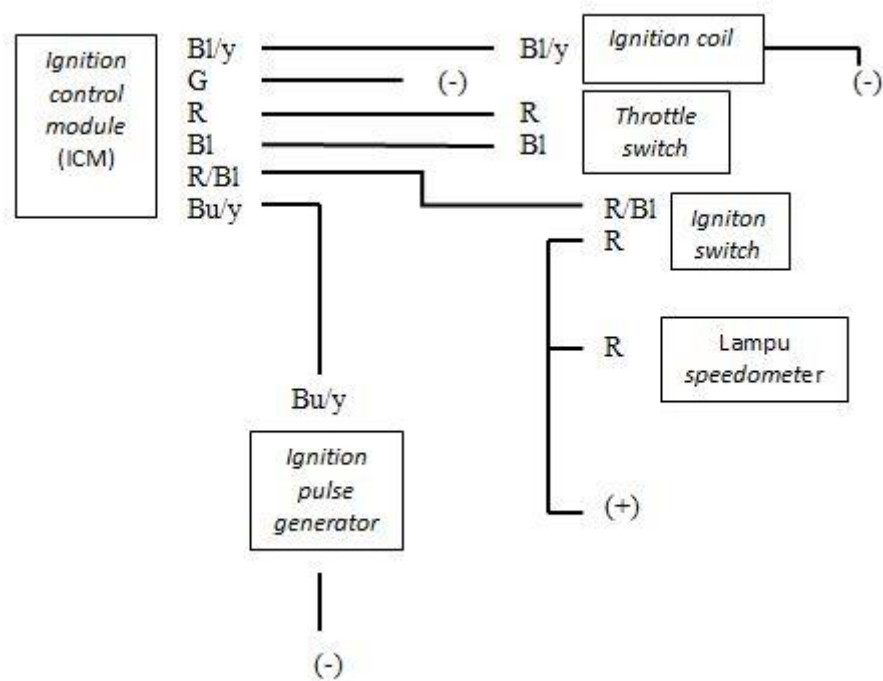 Ignition
control
module
(ICM)
Bl/y
G
R
Bl
R/Bl
Bu/y
(-)
Bl/y
Ignition coil
(-)
R
Bl
Throttle
switch
R/Bl
R
Igniton
switch
R
Lampu
speedometer
(+)
Bu/y
Ignition
pulse
generator
(-)